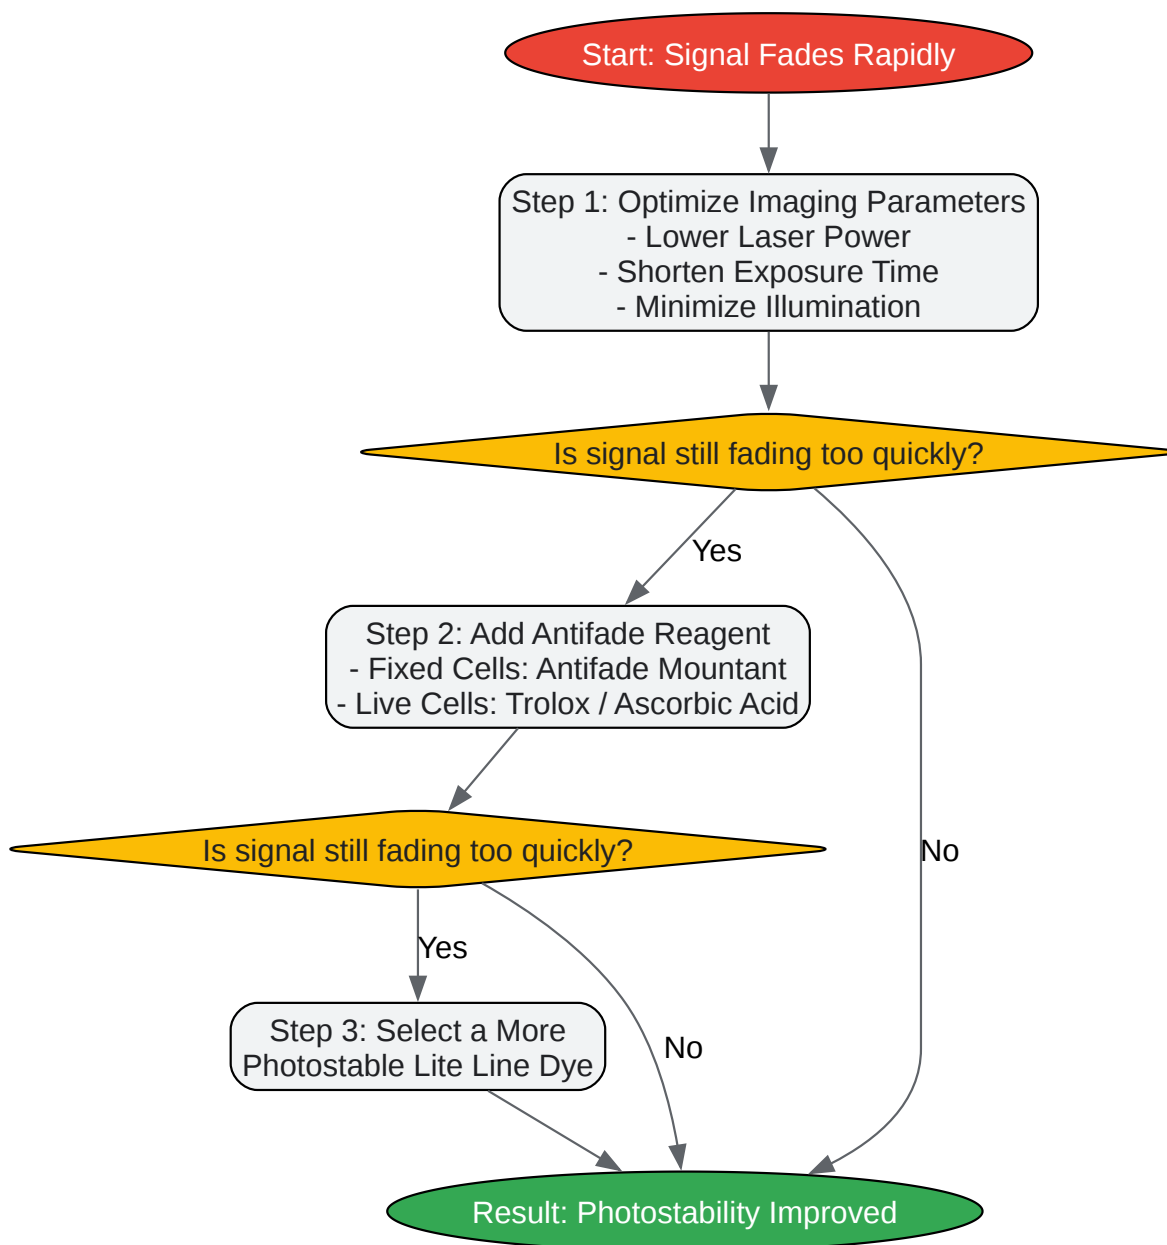 Start: Signal Fades Rapidly
Step 1: Optimize Imaging Parameters
- Lower Laser Power
- Shorten Exposure Time
- Minimize Illumination
Is signal still fading too quickly?
Yes
Step 2: Add Antifade Reagent
- Fixed Cells: Antifade Mountant
- Live Cells: Trolox / Ascorbic Acid
Is signal still fading too quickly?
No
Yes
Step 3: Select a More
Photostable Lite Line Dye
No
Result: Photostability Improved